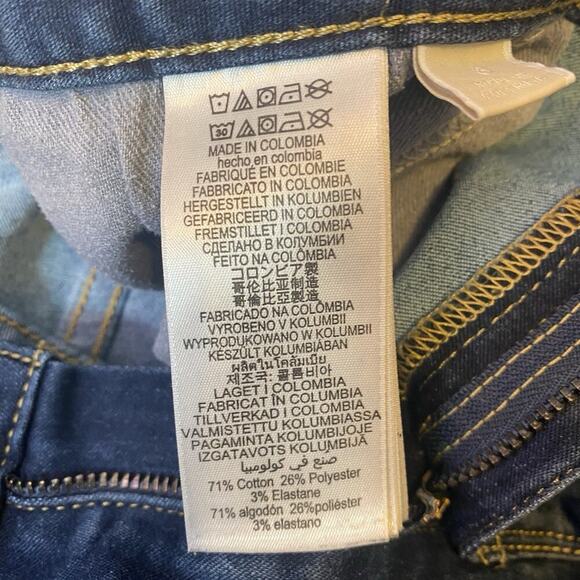 30
MADE IN COLOMBIA
hecho en colombia
FABRIQUÉ EN COLOMBIE
FABBRICATO IN COLOMBIA
HERGESTELLT IN KOLUMBIEN
GEFABRICEERD IN COLOMBIA
FREMSTILLET I COLOMBIA
СДЕЛАНО В КОЛУМБИИ
FEITO NA COLÔMBIA
コロンビア製
哥伦比亚制造
哥倫比亞製造
FABRICADO NA COLÔMBIA
VYROBENO V KOLUMBII
WYPRODUKOWANO W KOLUMBII
KÉSZÜLT KOLUMBIÁBAN
ผลิตในโคลัมเบีย
제조국: 콜롬비아
LAGET I COLOMBIA
FABRICAT ÎN COLUMBIA
TILLVERKAD I COLOMBIA
VALMISTETTU KOLUMBIASSA
PAGAMINTA KOLUMBIJOJE
IZGATAVOTS KOLUMBIJĀ
صنع في كولومبيا
71% Cotton 26% Polyester
3% Elastane
71% algodón 26%poliéster
3% elastano